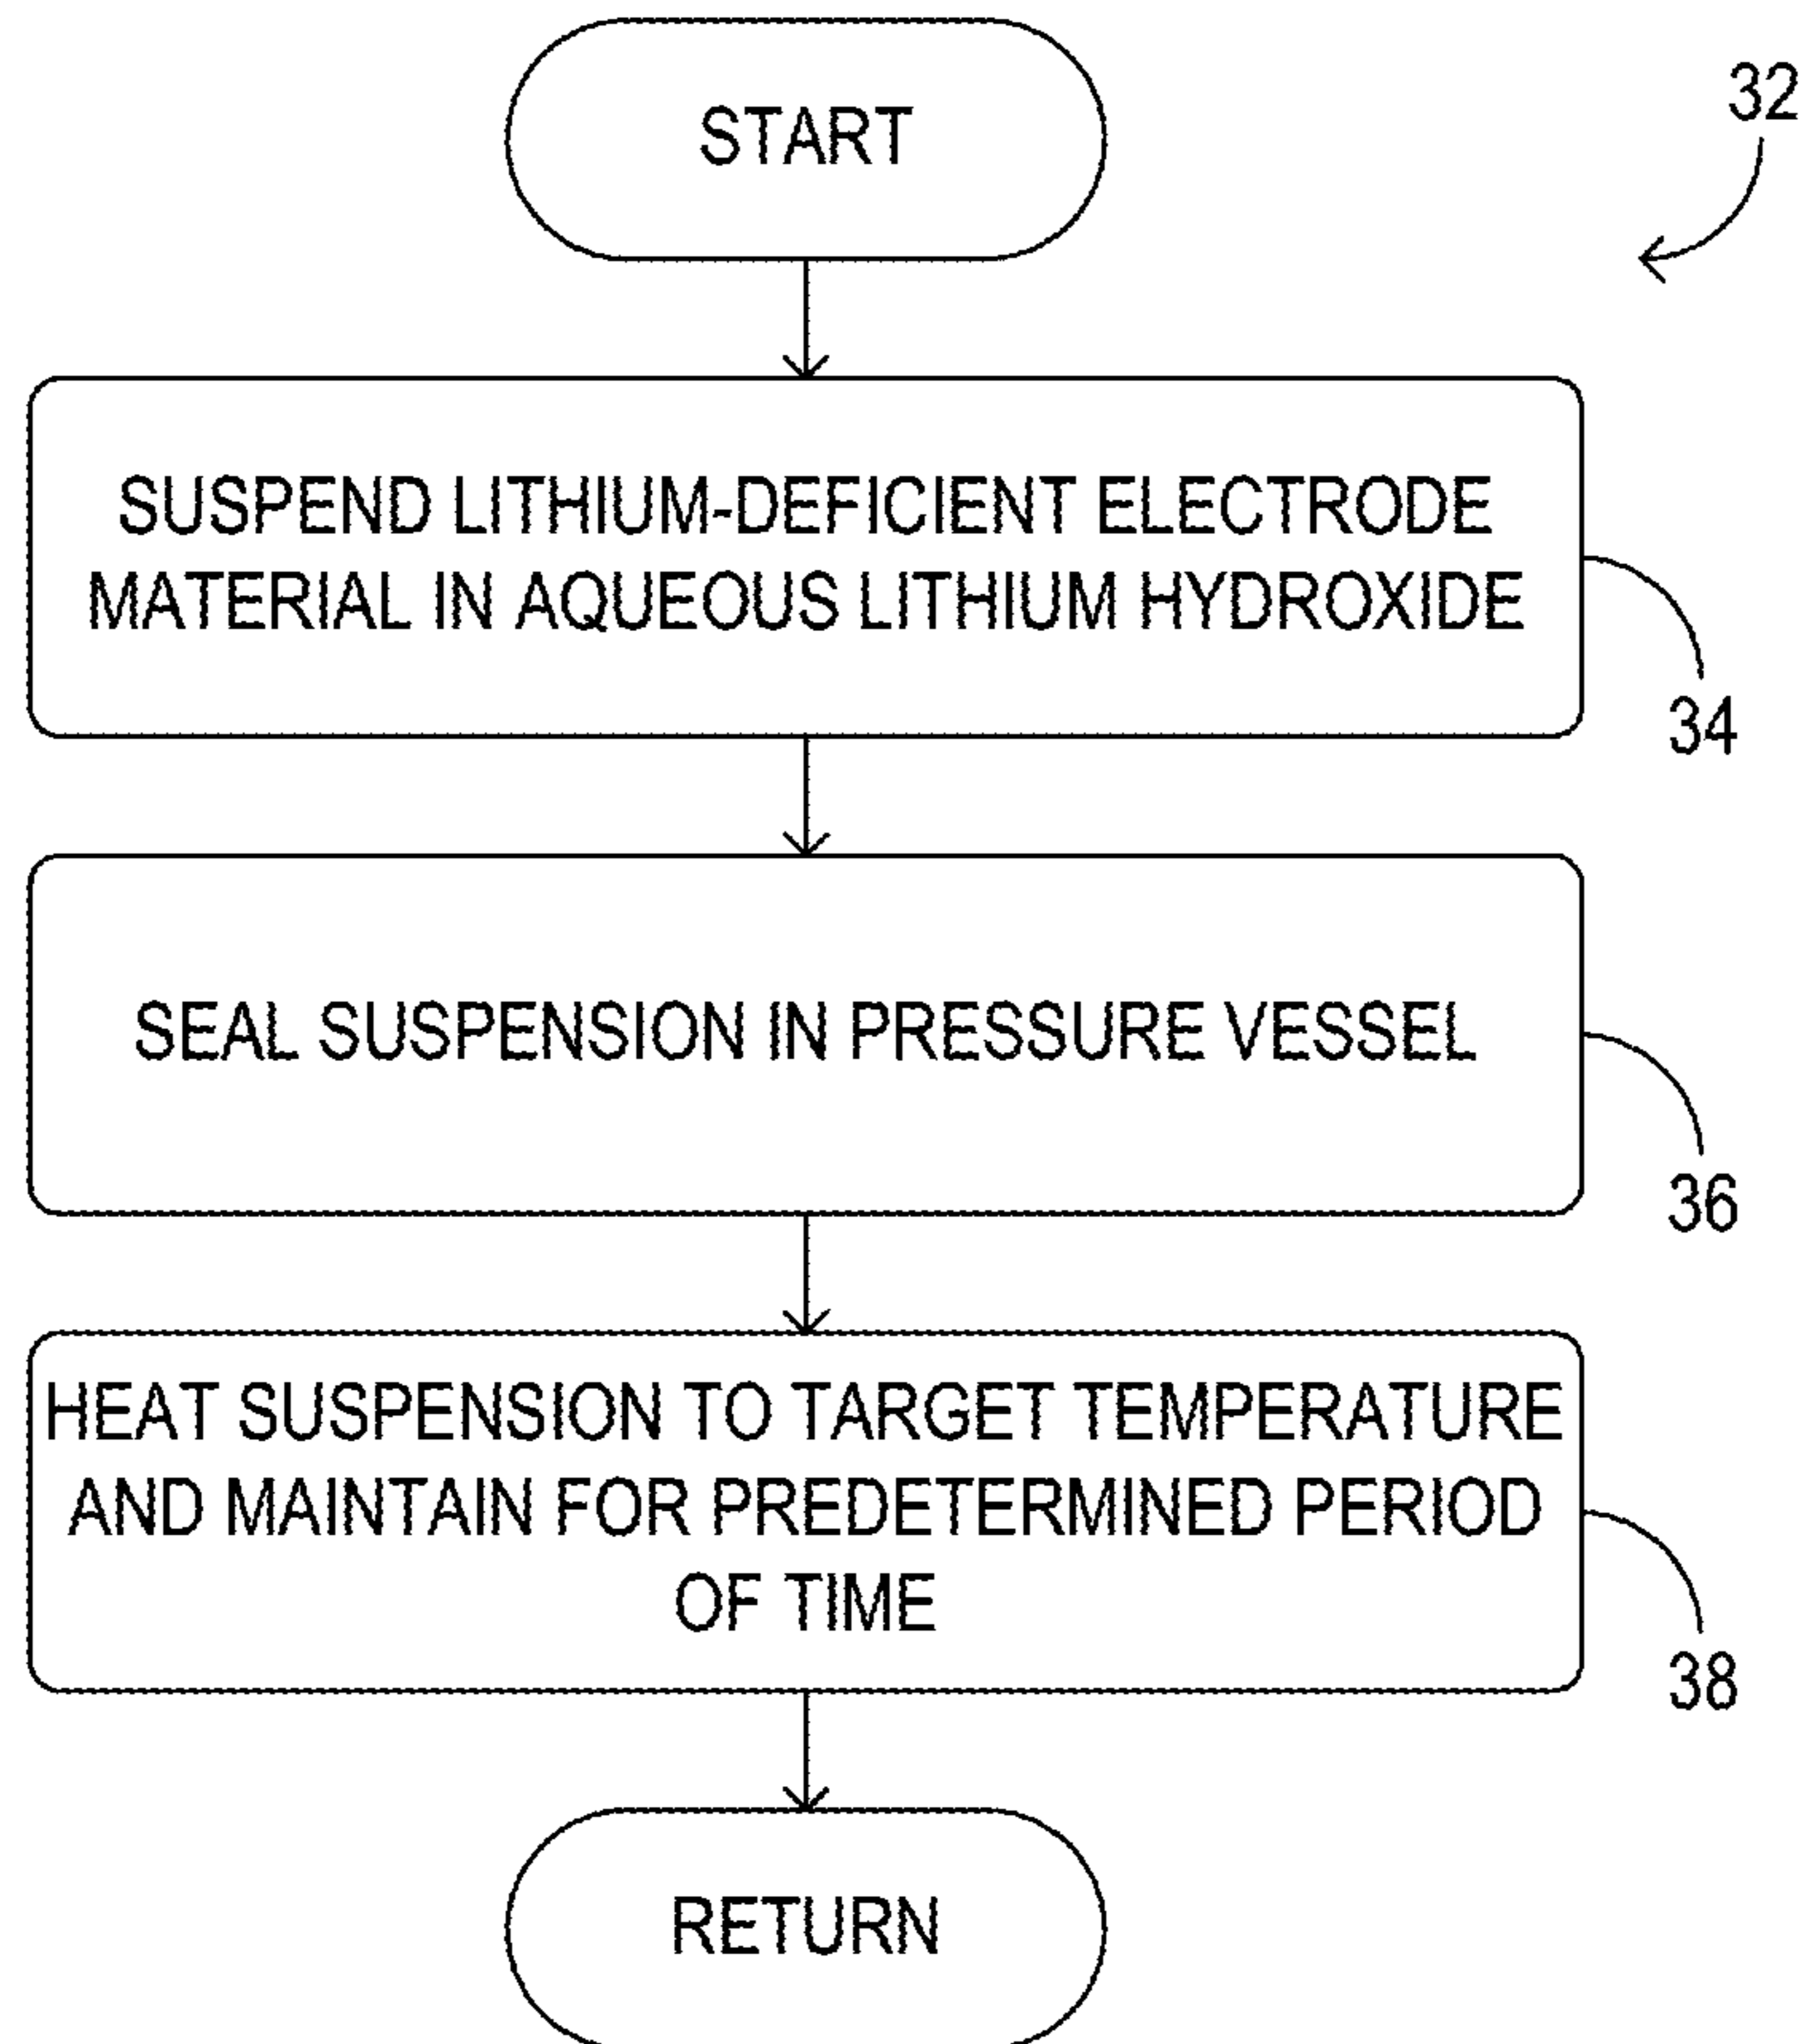 START
32
SUSPEND LITHIUM-DEFICIENT ELECTRODE
MATERIAL IN AQUEOUS LITHIUM HYDROXIDE
34
SEAL SUSPENSION IN PRESSURE VESSEL
36
HEAT SUSPENSION TO TARGET TEMPERATURE
AND MAINTAIN FOR PREDETERMINED PERIOD
OF TIME
38
RETURN